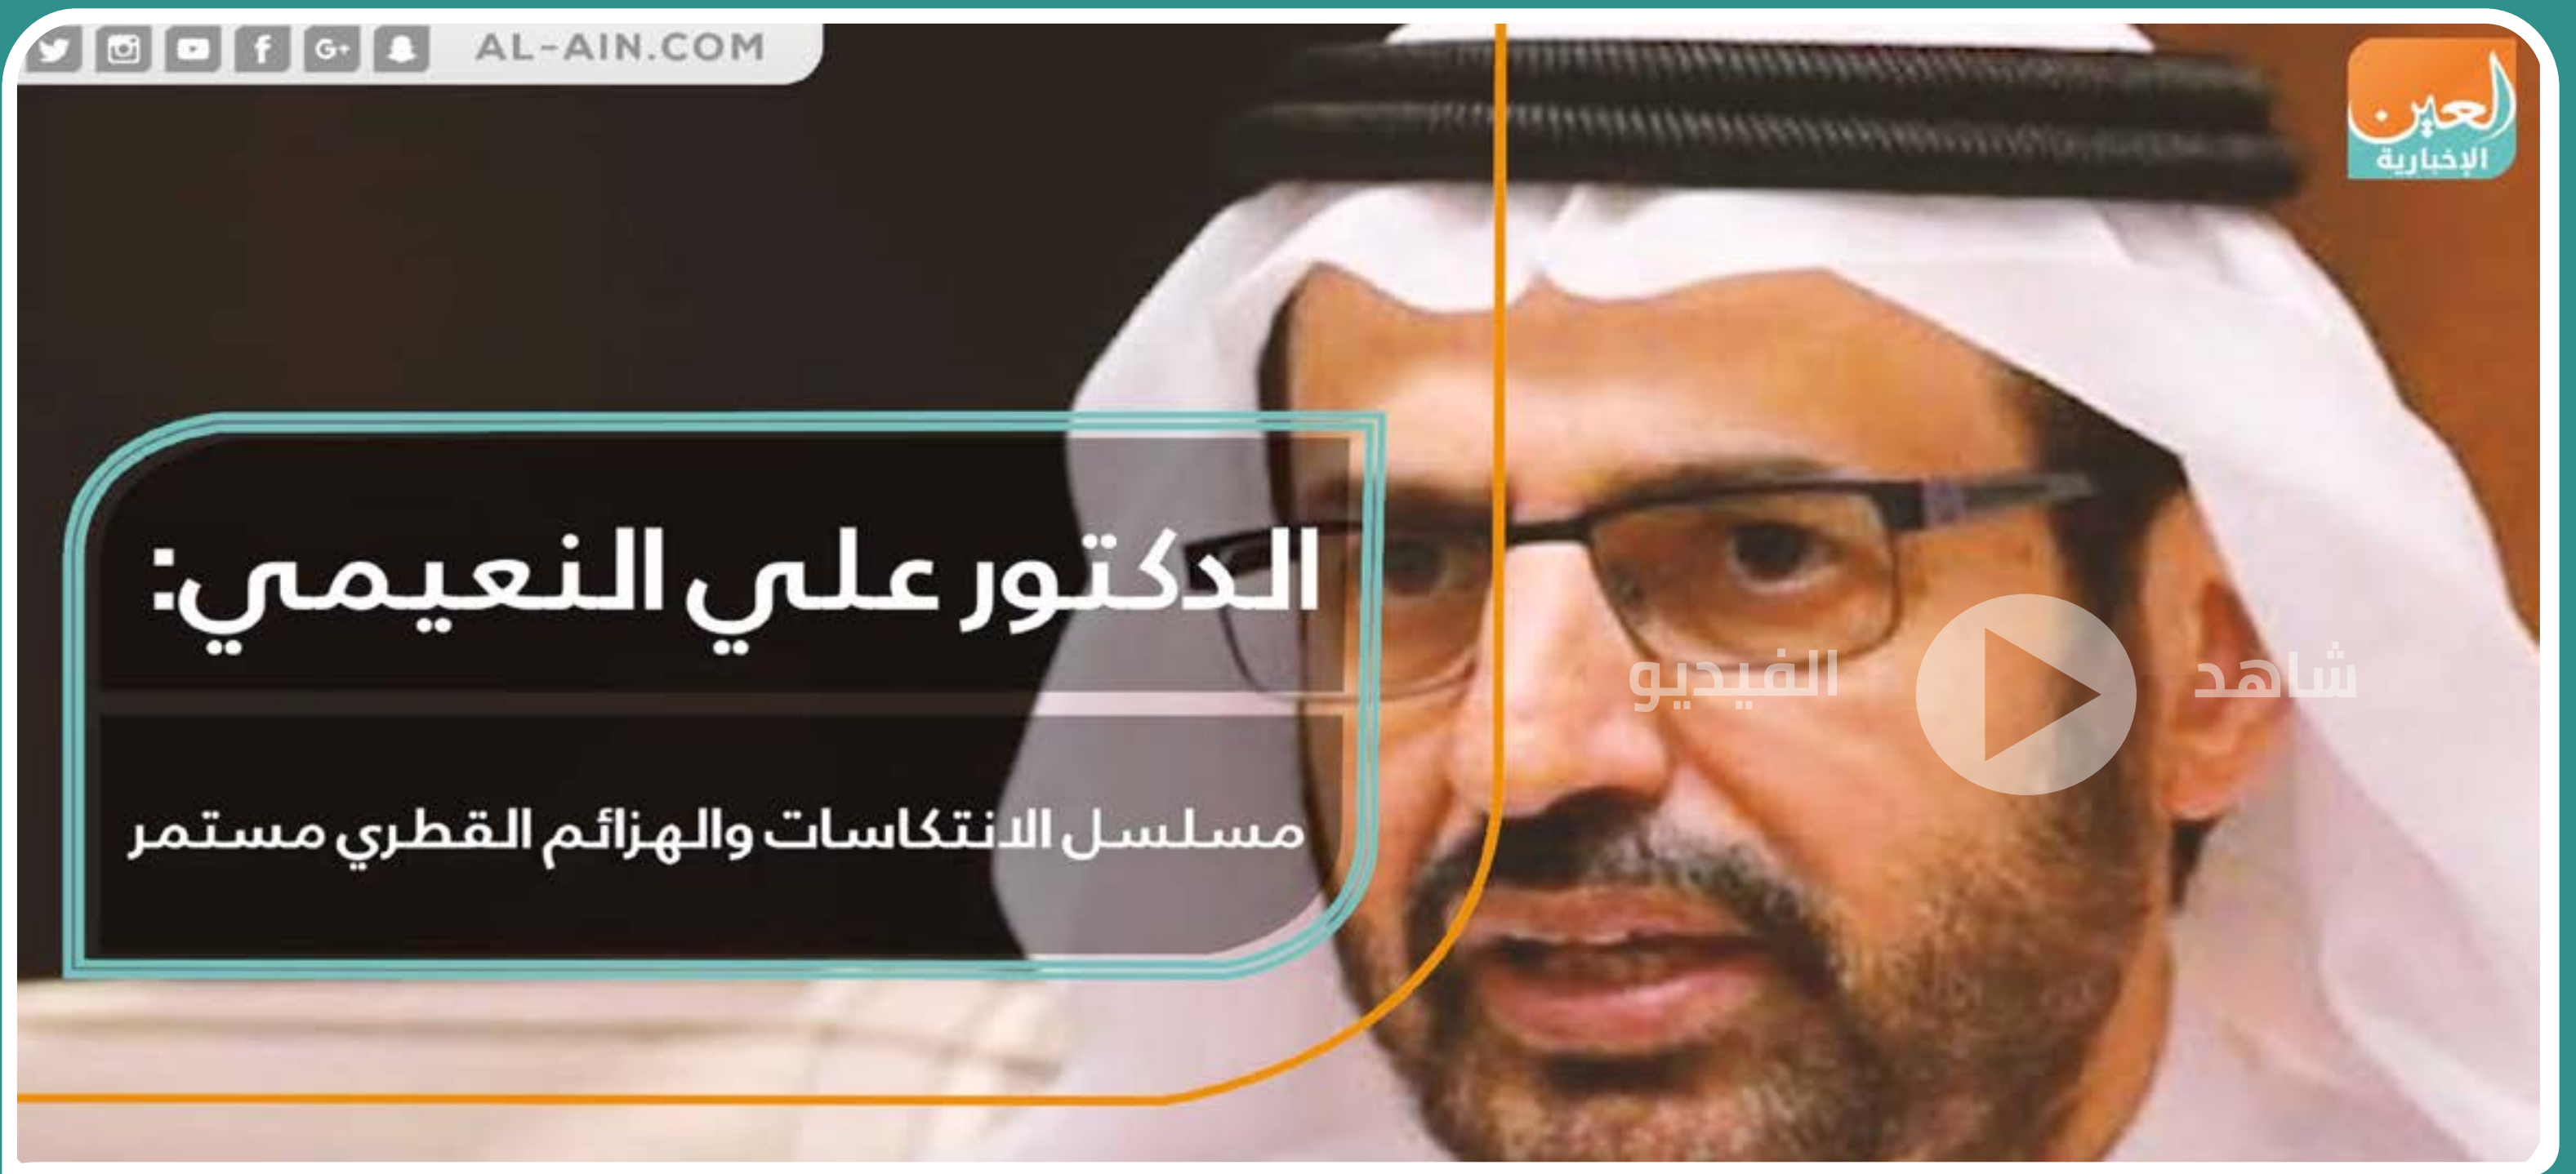 AL-AIN.COM
العين
الإخبارية
الدكتور علي النعيمي:
شاهد الفيديو
مسلسل الانتكاسات والهزائم القطري مستمر